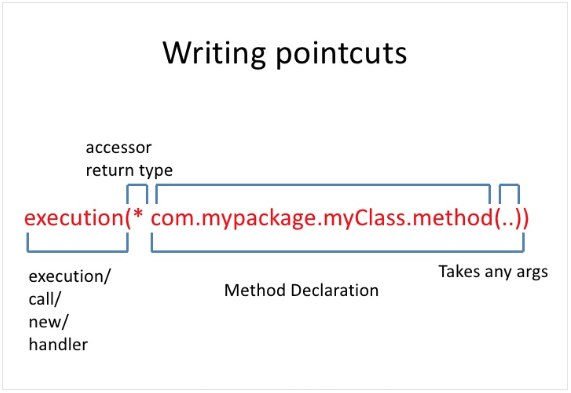 Writing pointcuts
accessor
return type
execution(* com.mypackage.myClass.method(..))
execution/
call/
new/
handler
Method Declaration
Takes any args